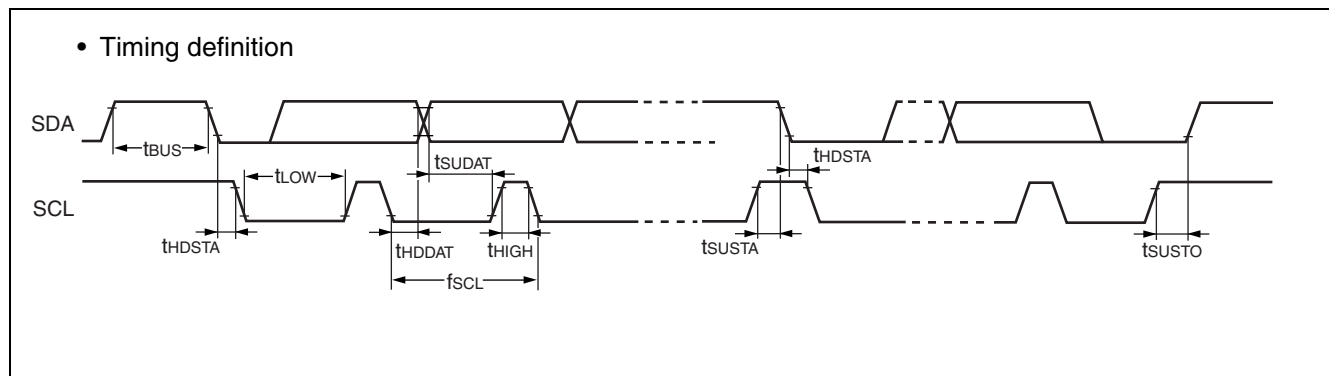 • Timing definition
SDA
tBUS
tSUDAT
tHDSTA
tLOW
SCL
tHDSTA
tHDDAT
tHIGH
tSUSTA
tSUSTO
fSCL